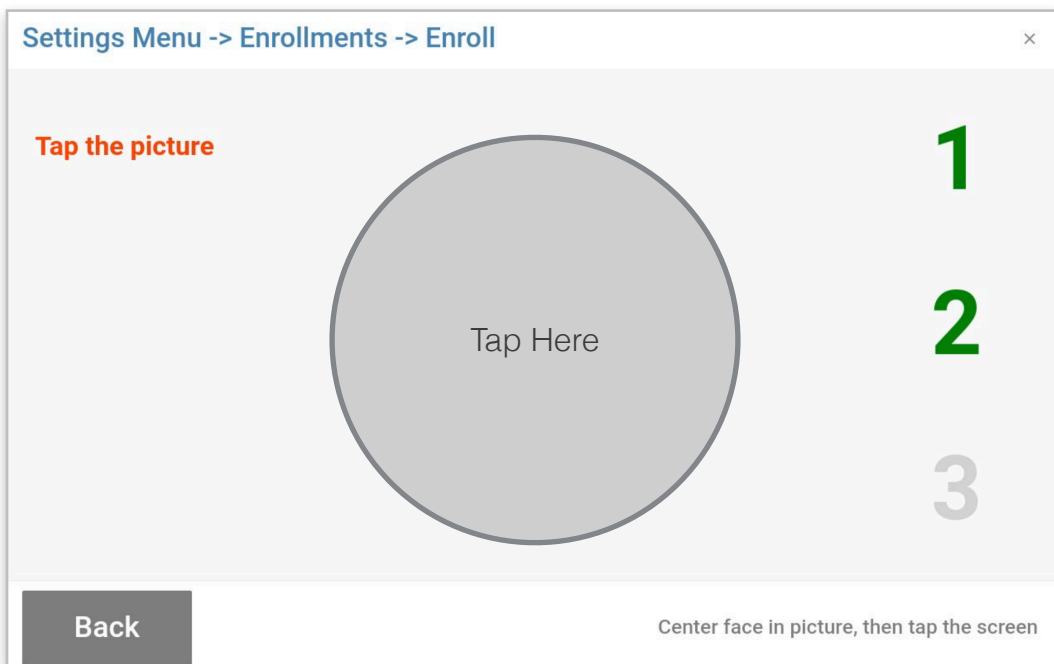 Settings Menu -> Enrollments -> Enroll
×
Tap the picture
1
Tap Here
2
3
Back
Center face in picture, then tap the screen